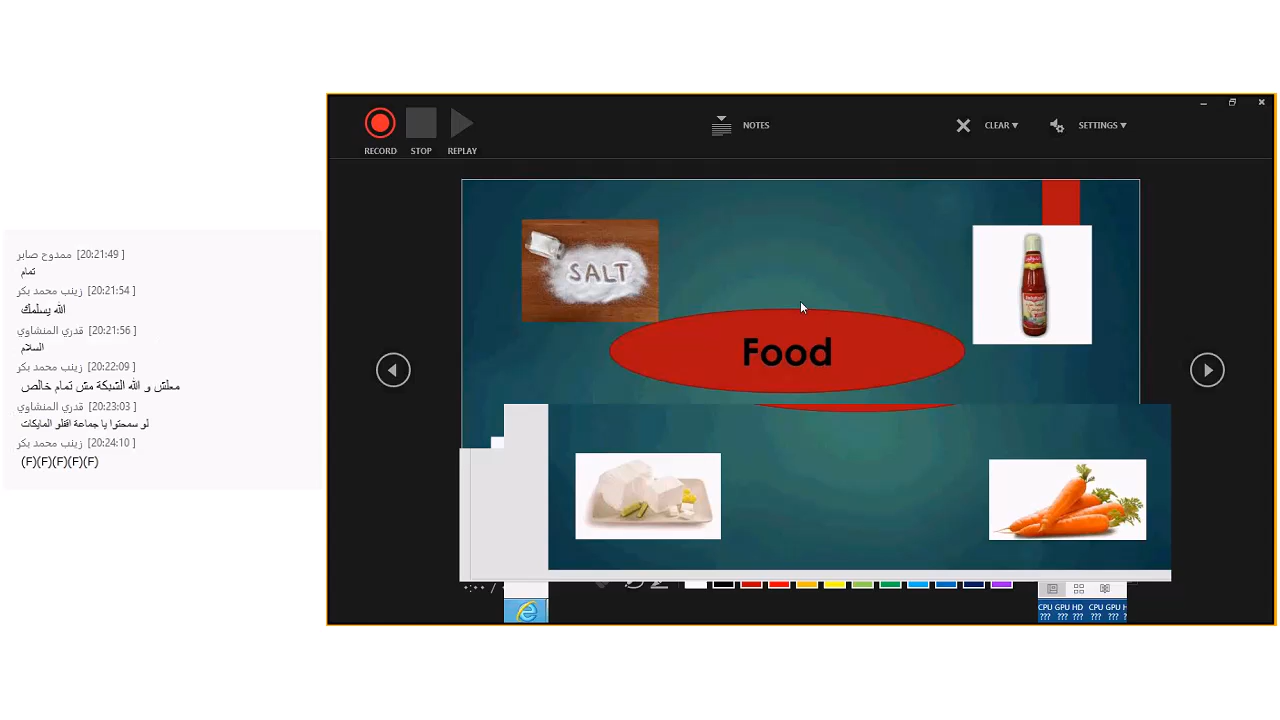 ممدوح صابر [20:21:49 ]
تمام
زينب محمد بكر [20:21:54 ]
الله يسلمك
قدري المنشاوي [20:21:56 ]
السلام
زينب محمد بكر [20:22:09 ]
معلش و الله الشبكة مش تمام خالص
قدري المنشاوي [20:23:03 ]
لو سمحتوا يا جماعة اقفلو المايكات
زينب محمد بكر [20:24:10 ]
(F)(F)(F)(F)(F)
RECORD
STOP
REPLAY
NOTES
CLEAR
SETTINGS
SALT
Food
CPU GPU HD CPU GPU H
??? ??? ??? ??? ??? ?